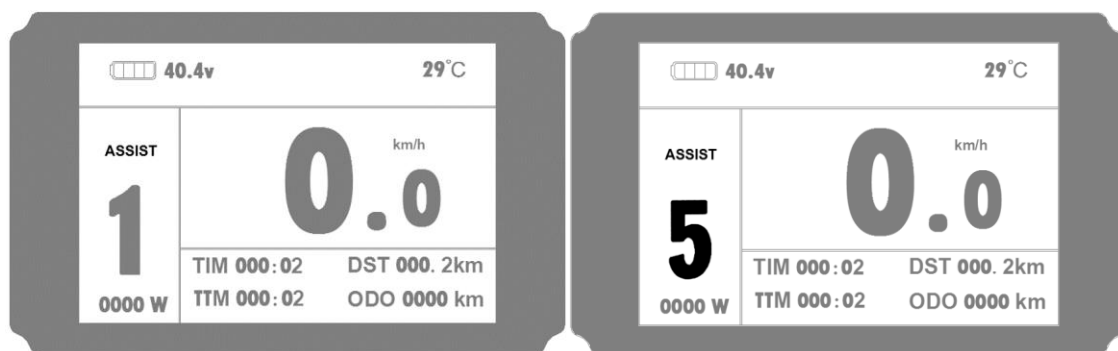 40.4v 29°C
ASSIST
1
0000 W
0.0 km/h
TIM 000:02 DST 000. 2km
TTM 000:02 ODO 0000 km
40.4v 29°C
ASSIST
5
0000 W
0.0 km/h
TIM 000:02 DST 000. 2km
TTM 000:02 ODO 0000 km